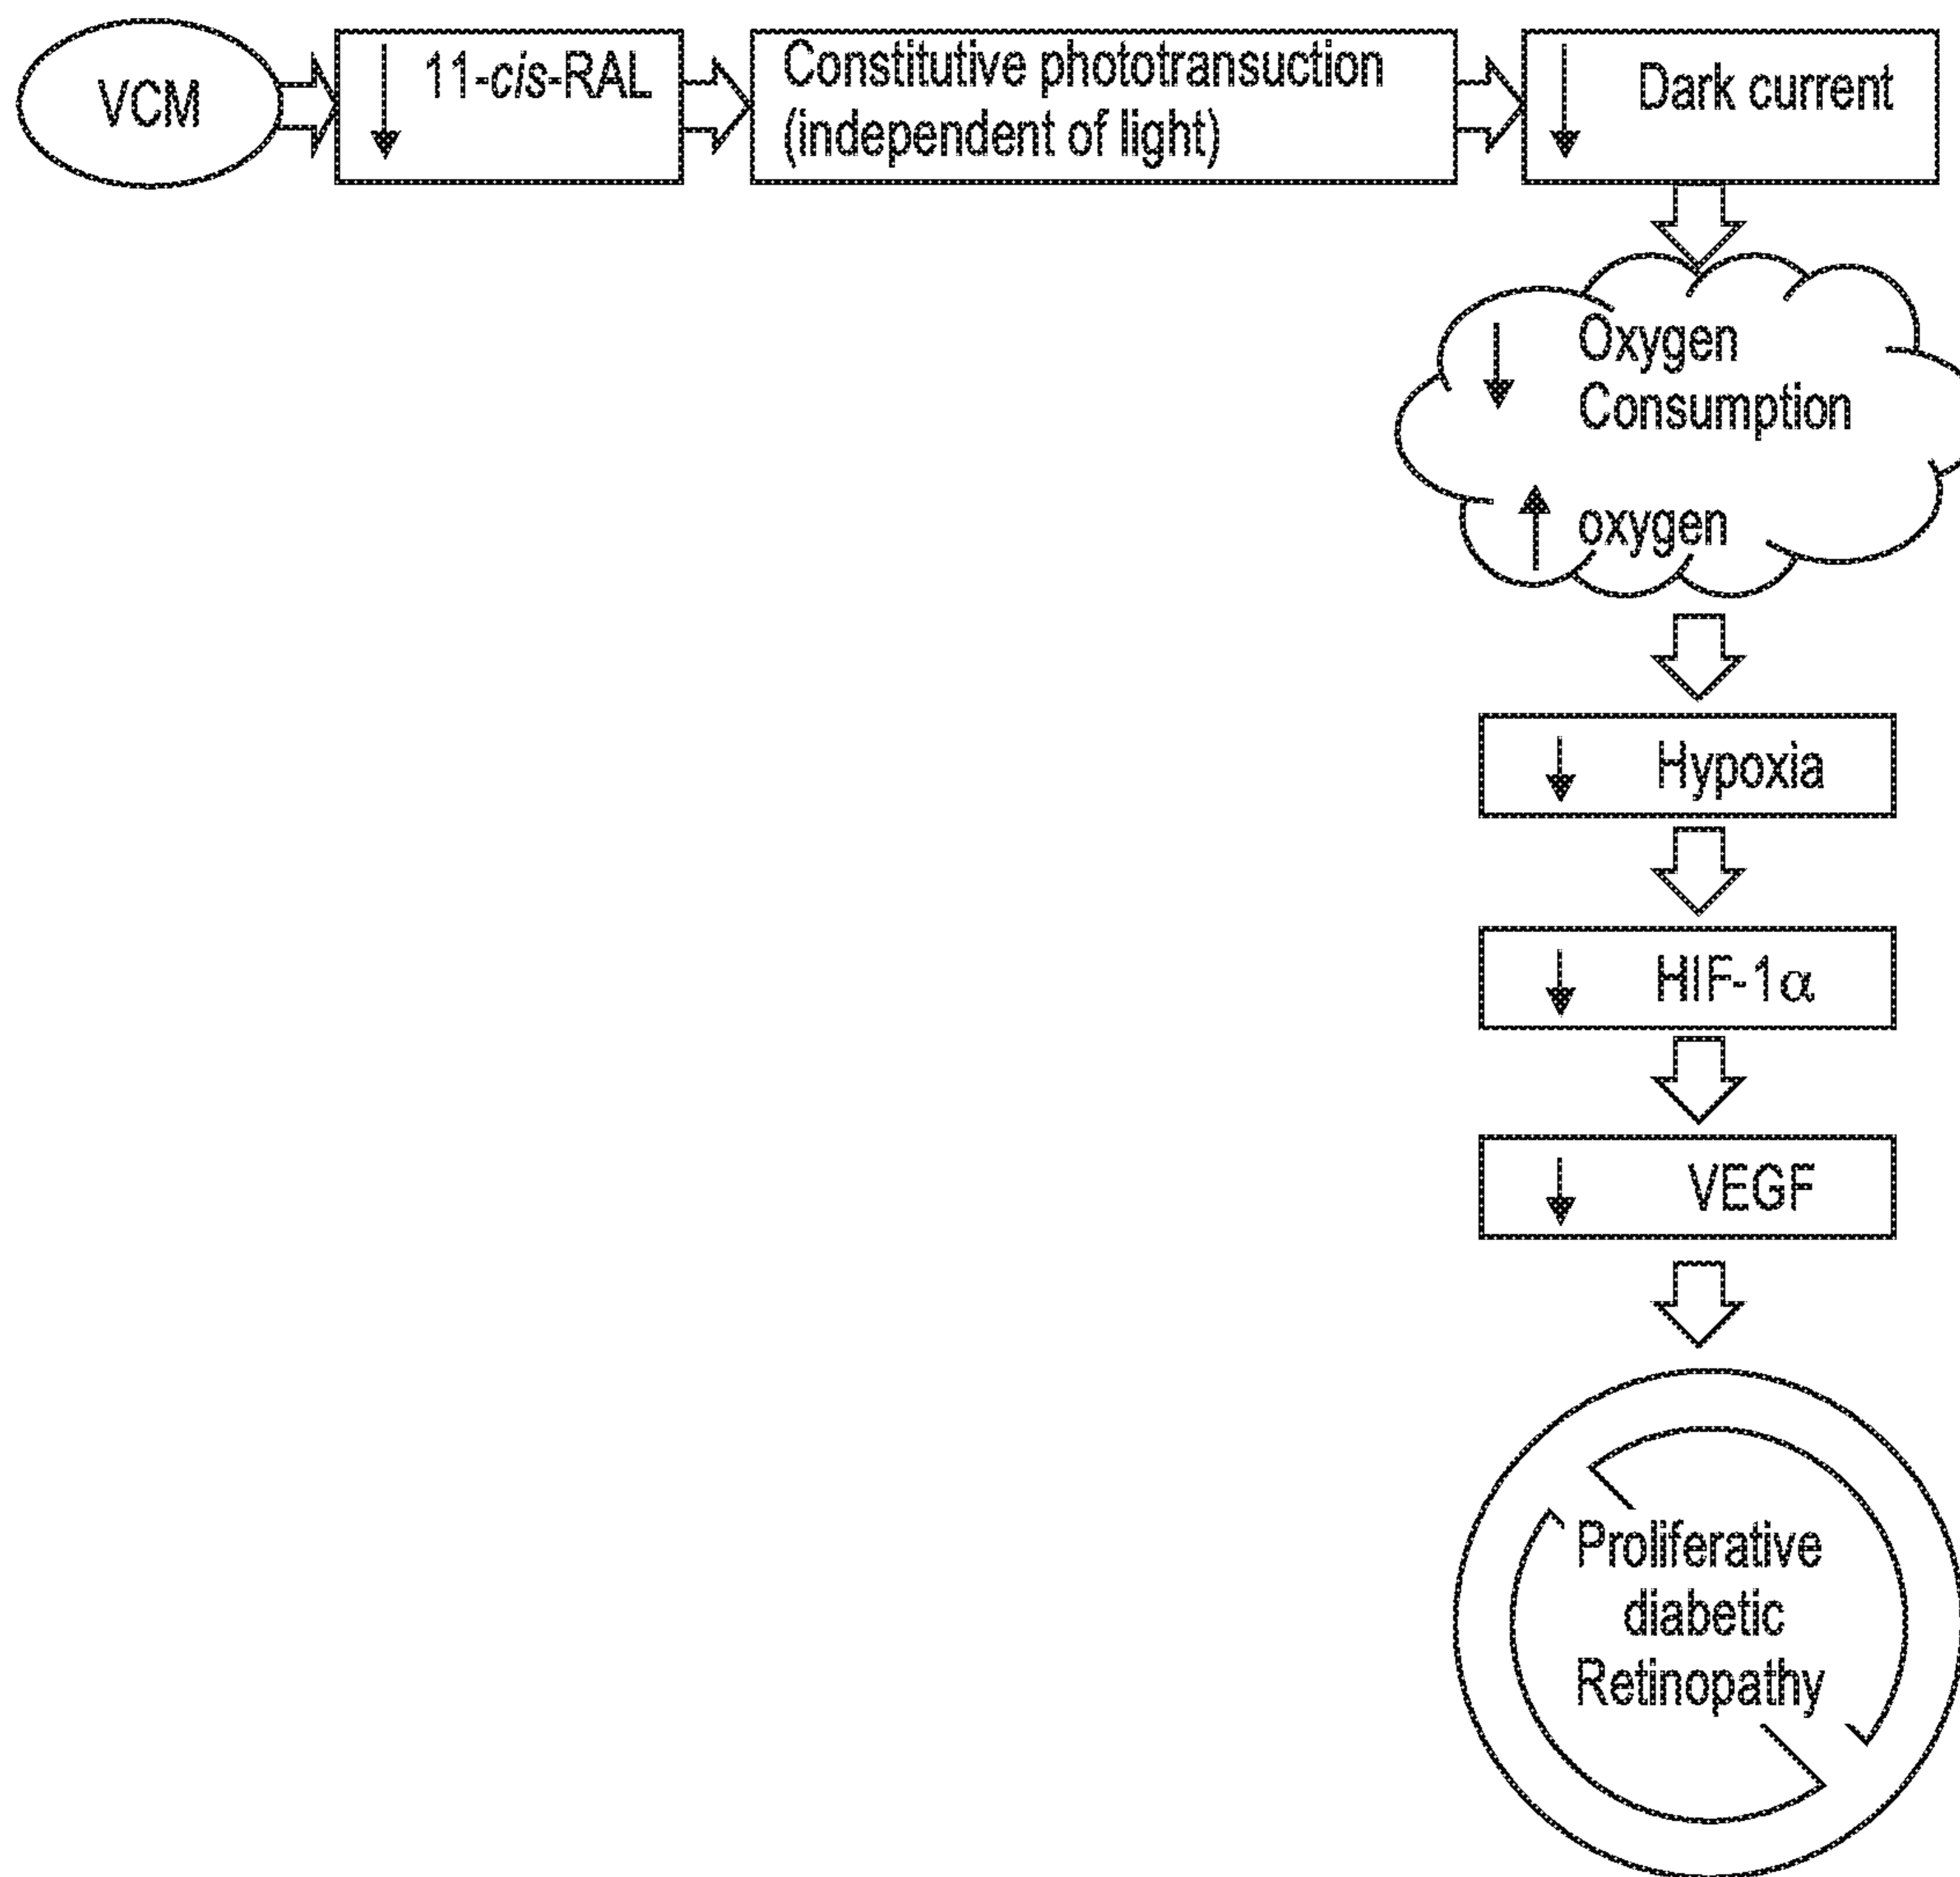 VCM
11-cis-RAL
Constitutive phototransuction
(independent of light)
Dark current
Oxygen
Consumption
oxygen
Hypoxia
HIF-1α
VEGF
Proliferative
diabetic
Retinopathy